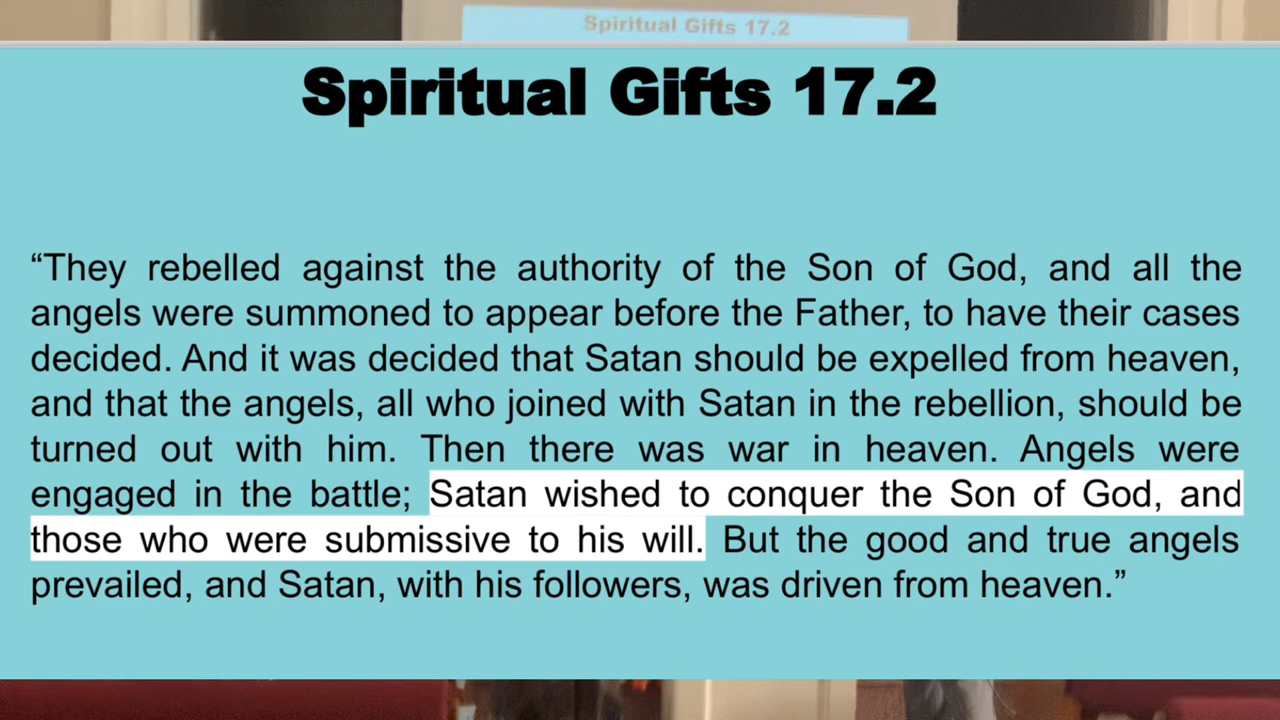 Spiritual Gifts 17.2
Spiritual Gifts 17.2
“They rebelled against the authority of the Son of God, and all the
angels were summoned to appear before the Father, to have their cases
decided. And it was decided that Satan should be expelled from heaven,
and that the angels, all who joined with Satan in the rebellion, should be
turned out with him. Then there was war in heaven. Angels were
engaged in the battle; Satan wished to conquer the Son of God, and
those who were submissive to his will. But the good and true angels
prevailed, and Satan, with his followers, was driven from heaven.”